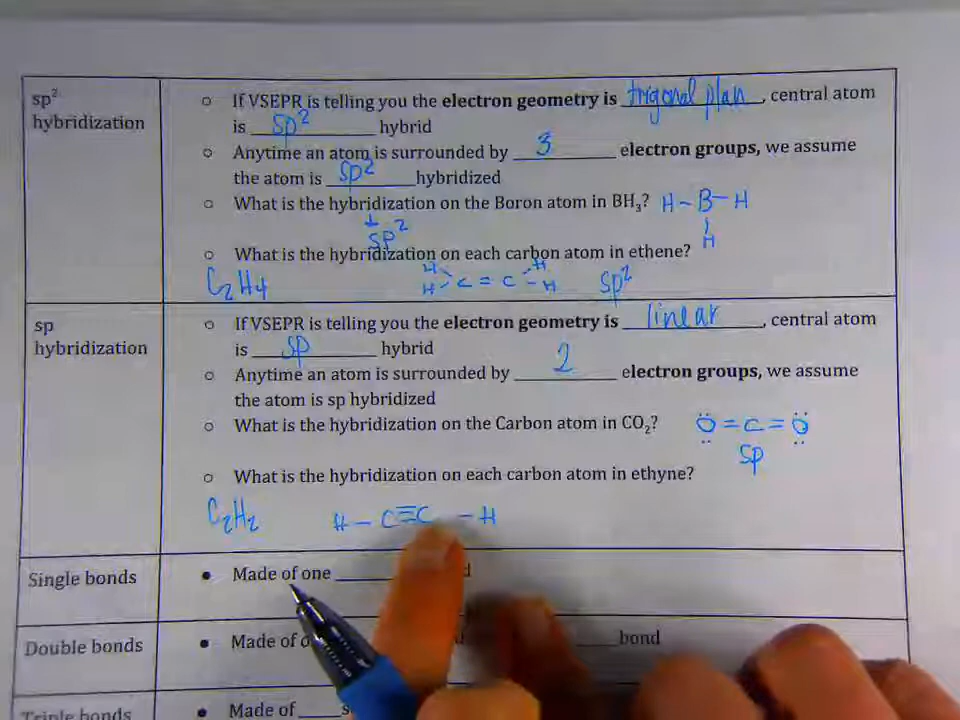 sp²
hybridization
○ If VSEPR is telling you the electron geometry is trigonal plan, central atom
is sp² hybrid
○ Anytime an atom is surrounded by 3 electron groups, we assume
the atom is sp² hybridized
○ What is the hybridization on the Boron atom in BH₃? H-B-H
H
sp²
○ What is the hybridization on each carbon atom in ethene?
C₂H₄
H H
H C=C H
sp²
sp
hybridization
○ If VSEPR is telling you the electron geometry is linear, central atom
is sp hybrid
○ Anytime an atom is surrounded by 2 electron groups, we assume
the atom is sp hybridized
○ What is the hybridization on the Carbon atom in CO₂? O=C=O
sp
○ What is the hybridization on each carbon atom in ethyne?
C₂H₂ H-C≡C-H
Single bonds
• Made of one ____
Double bonds
• Made of ____ bond
Triple bonds
• Made of ____